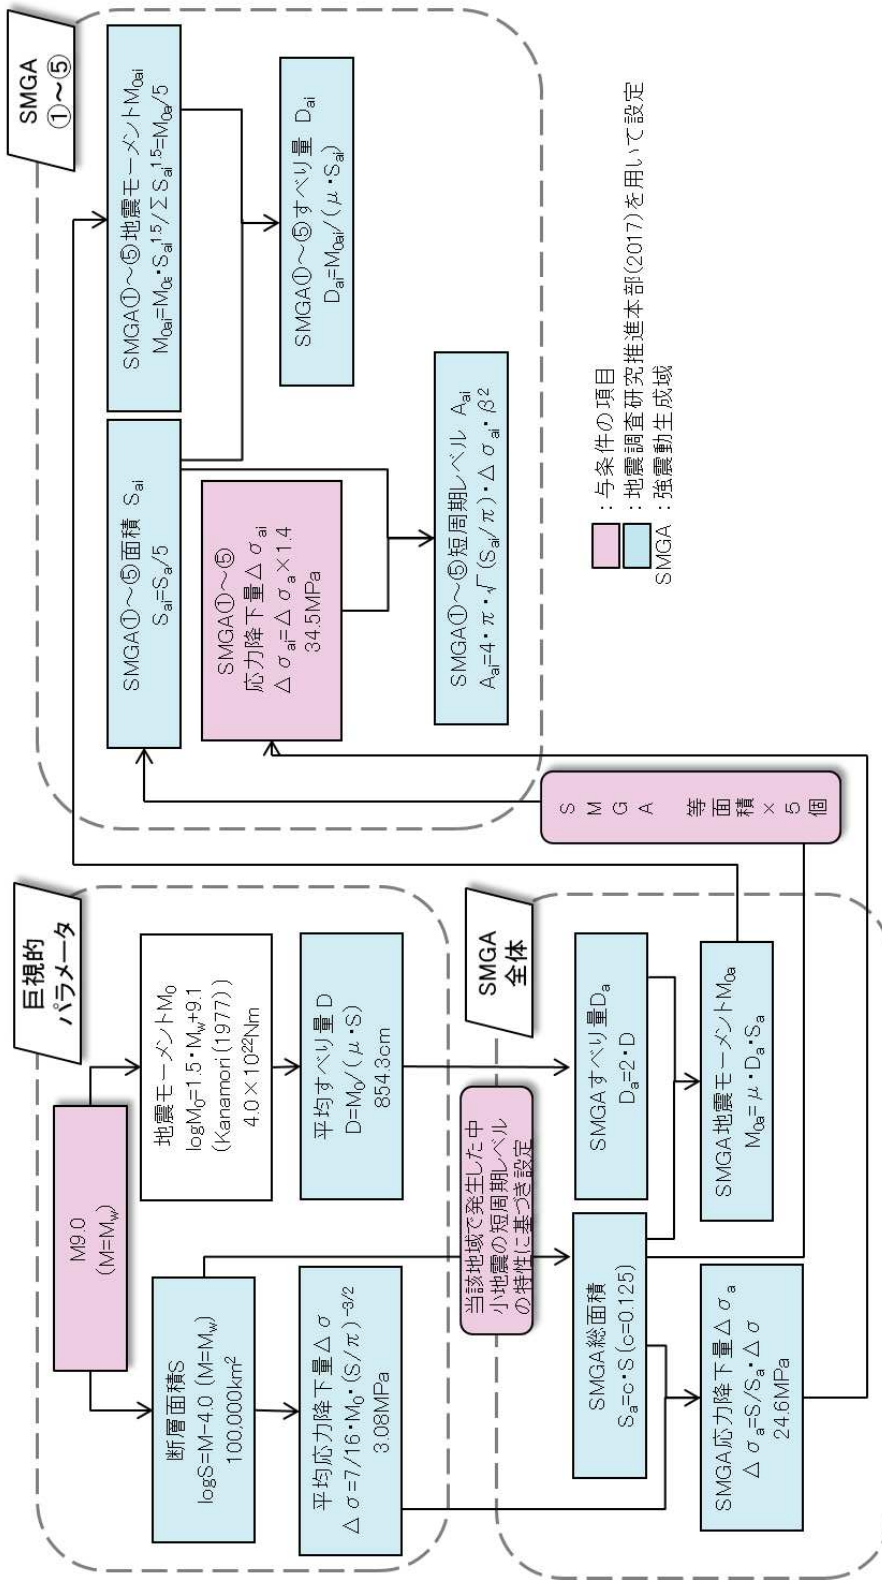 巨視的
パラメータ
M9.0
(M=Mw)
断層面積S
logS=M-4.0 (M=Mw)
100,000km²
地震モーメントM₀
logM₀=1.5・Mw+9.1
(Kanamori(1977))
4.0×10²²Nm
平均応力降下量Δσ
Δσ=7/16・M₀・(S/π)⁻³/²
3.08MPa
平均すべり量 D
D=M₀/(μ・S)
854.3cm
当該地域で発生した中
小地震の短周期レベル
の特性に基づき設定
SMGA
全体
SMGA総面積
Sa=c・S(c=0.125)
SMGAすべり量Da
Da=2・D
SMGA応力降下量Δσa
Δσa=S/Sa・Δσ
24.6MPa
SMGA地震モーメントM0a
M0a=μ・Da・Sa
SMGA 等面積×5個
SMGA
①~⑤
SMGA①~⑤面積 Sai
Sai=Sa/5
SMGA①~⑤地震モーメントM0ai
M0ai=M0a・Sai¹·⁵/ΣSai¹·⁵=M0a/5
SMGA①~⑤
応力降下量Δσai
Δσai=Δσa×1.4
34.5MPa
SMGA①~⑤すべり量 Dai
Dai=M0ai/(μ・Sai)
SMGA①~⑤短周期レベル Aai
Aai=4・π・√(Sai/π)・Δσai・β²
:与条件の項目
:地震調査研究推進本部(2017)を用いて設定
SMGA :強震動生成域